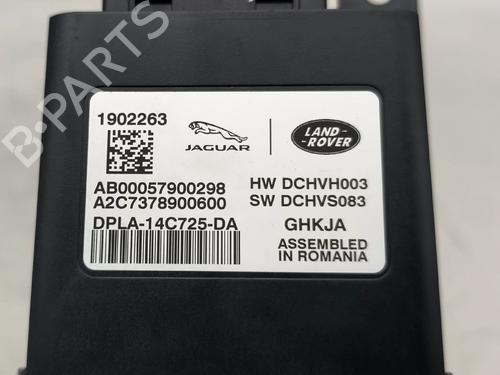 B-PARTS
1902263
JAGUAR
LAND-
ROVER
AB00057900298
A2C7378900600
HW DCHVH003
SW DCHVS083
DPLA-14C725-DA
GHKJA
ASSEMBLED
IN ROMANIA